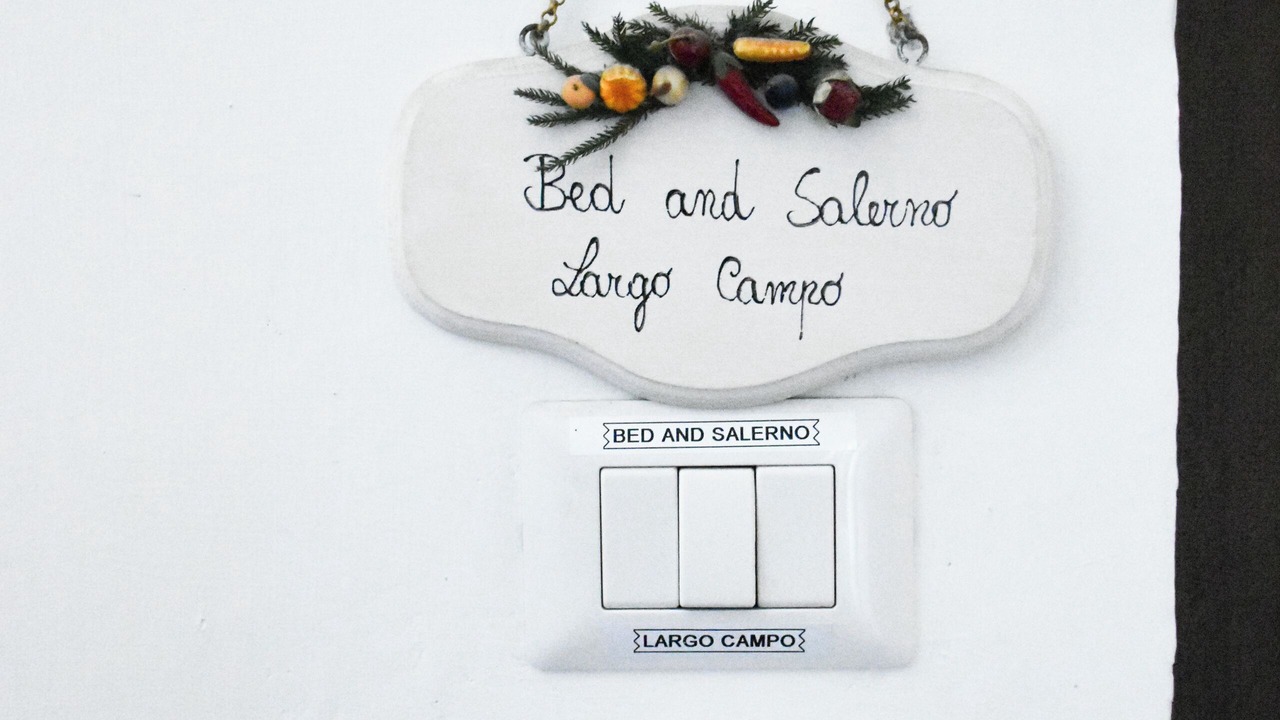 Bed and Salerno
Largo Campo
BED AND SALERNO
LARGO CAMPO